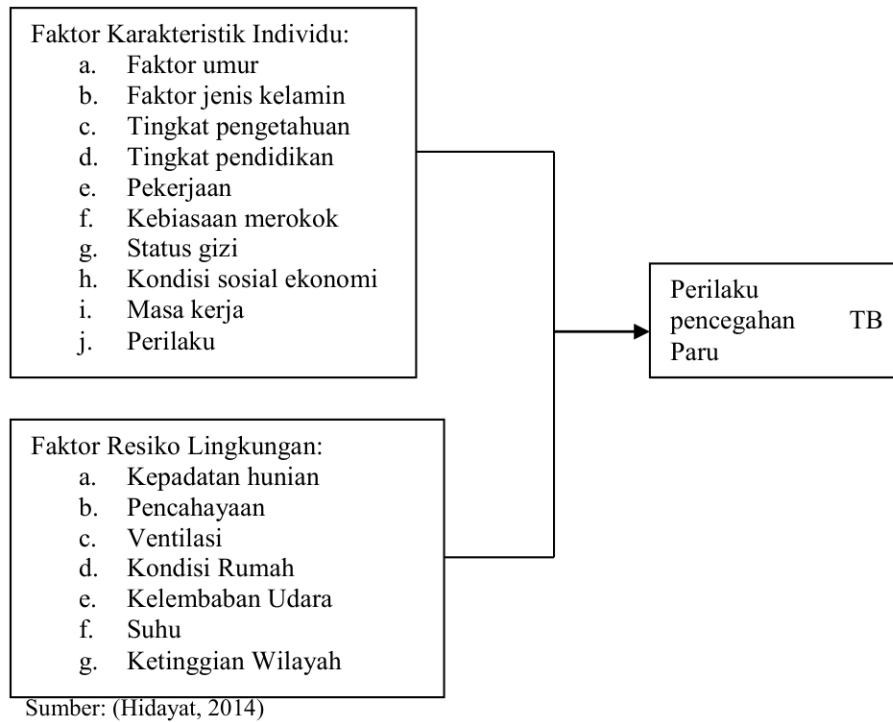 Faktor Karakteristik Individu:
a. Faktor umur
b. Faktor jenis kelamin
c. Tingkat pengetahuan
d. Tingkat pendidikan
e. Pekerjaan
f. Kebiasaan merokok
g. Status gizi
h. Kondisi sosial ekonomi
i. Masa kerja
j. Perilaku
Perilaku
pencegahan TB
Paru
Faktor Resiko Lingkungan:
a. Kepadatan hunian
b. Pencahayaan
c. Ventilasi
d. Kondisi Rumah
e. Kelembaban Udara
f. Suhu
g. Ketinggian Wilayah
Sumber: (Hidayat, 2014)